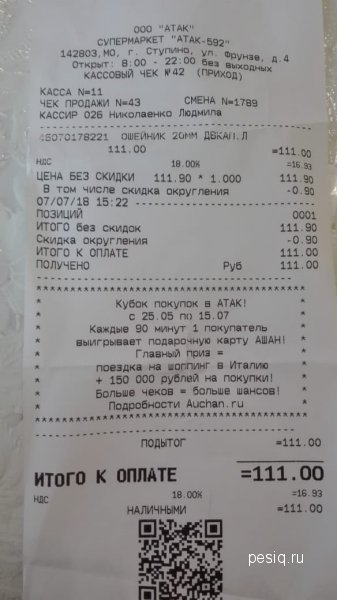 ООО "АТАК"
СУПЕРМАРКЕТ "АТАК-592"
142803,МО, г. Ступино, ул. Фрунзе, д.4
Открыт: 8:00 - 22:00 без выходных
КАССОВЫЙ ЧЕК №42 (ПРИХОД)
КАССА N=11
ЧЕК ПРОДАЖИ N=43 СМЕНА N=1789
КАССИР 026 Николаенко Людмила
46070178221 ОШЕЙНИК 20ММ ДВКАП.Л
111.00 =111.00
НДС 18.00% =16.93
ЦЕНА БЕЗ СКИДКИ 111.90 * 1.000 111.90
В том числе скидка округления -0.90
07/07/18 15:22
ПОЗИЦИЙ 0001
ИТОГО без скидок 111.90
Скидка округления -0.90
ИТОГО К ОПЛАТЕ 111.00
ПОЛУЧЕНО Руб 111.00
* Кубок покупок в АТАК! *
* с 25.05 по 15.07 *
* Каждые 90 минут 1 покупатель *
* выигрывает подарочную карту АШАН! *
* Главный приз = *
* поездка на шоппинг в Италию *
* + 150 000 рублей на покупки! *
* Больше чеков = больше шансов! *
* Подробности Auchan.ru *
ПОДЫТОГ =111.00
ИТОГО К ОПЛАТЕ =111.00
НДС 18.00% =16.93
НАЛИЧНЫМИ =111.00
pesiq.ru